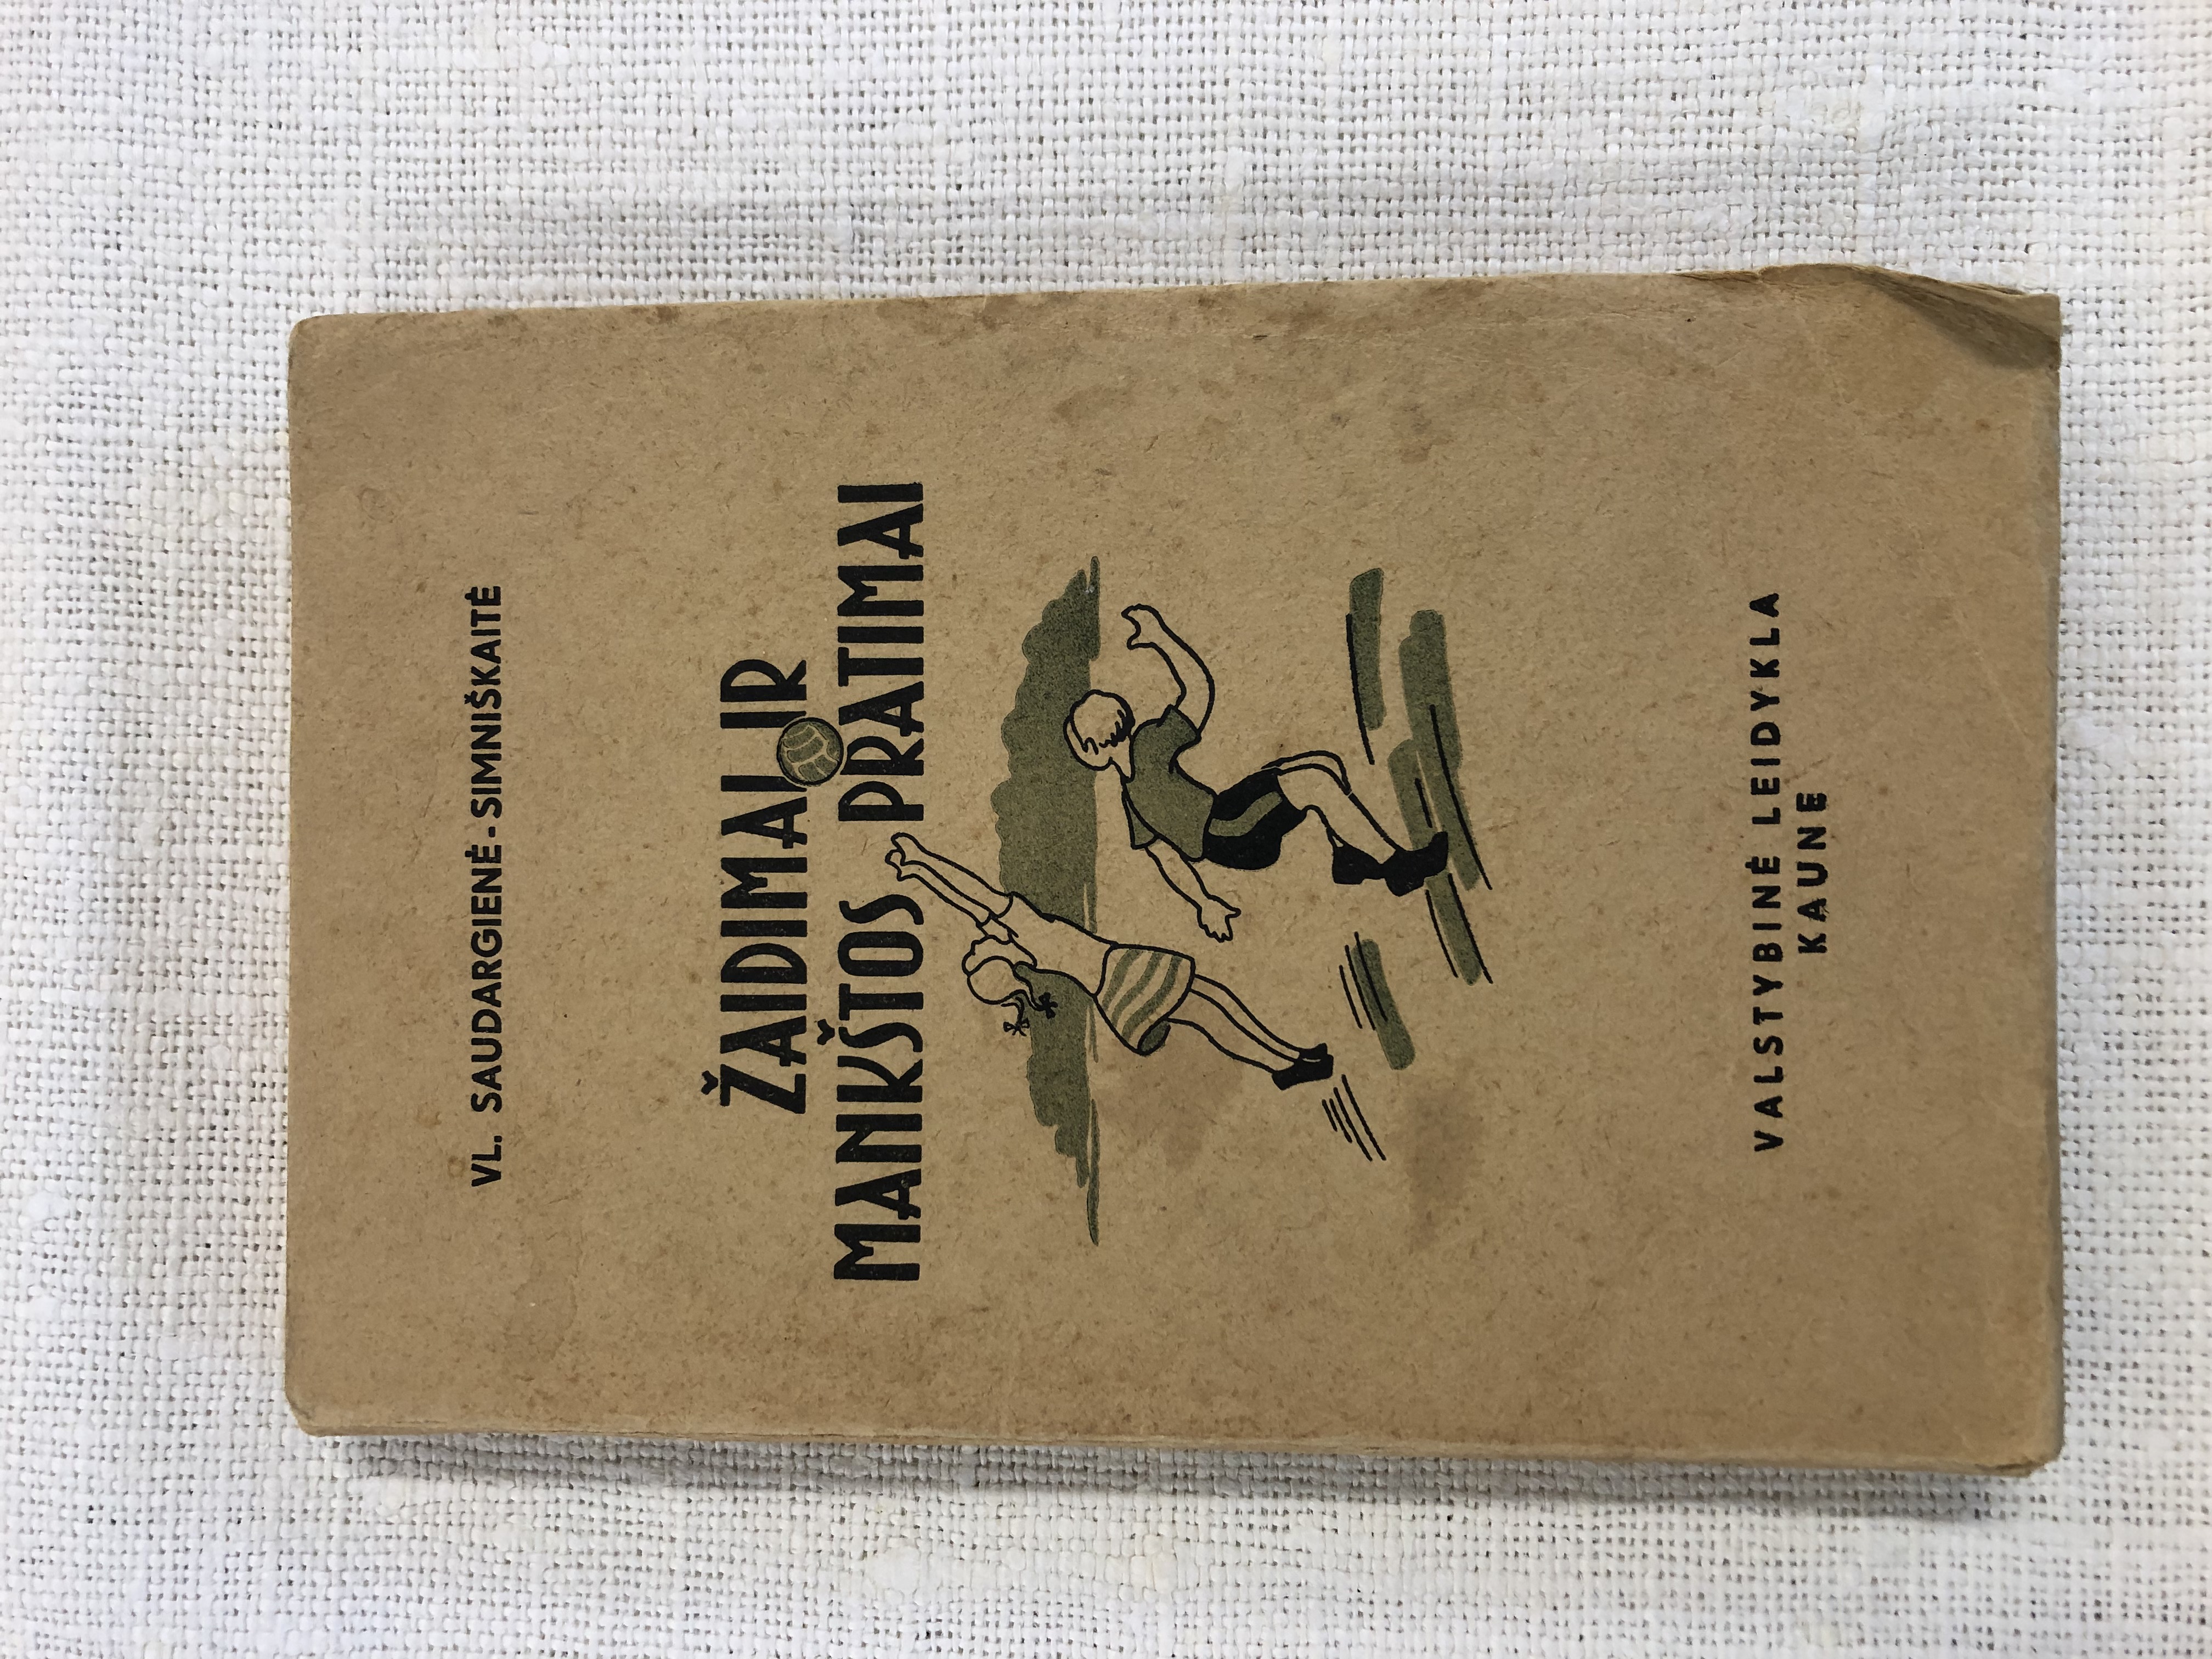 VL. SAUDARGIENĖ-SIMNIŠKAITĖ
ŽAIDIMAI IR
MANKŠTOS PRATIMAI
VALSTYBINĖ LEIDYKLA
KAUNE